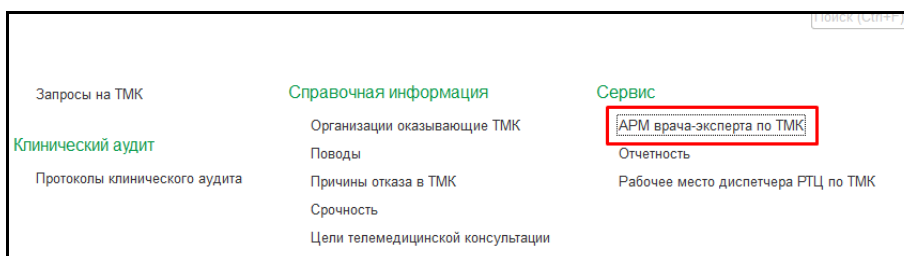 Поиск (Ctrl+F)
Запросы на ТМК
Клинический аудит
Протоколы клинического аудита
Справочная информация
Организации оказывающие ТМК
Поводы
Причины отказа в ТМК
Срочность
Цели телемедицинской консультации
Сервис
АРМ врача-эксперта по ТМК
Отчетность
Рабочее место диспетчера РТЦ по ТМК